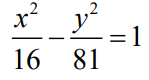 x²/16 − y²/81 = 1